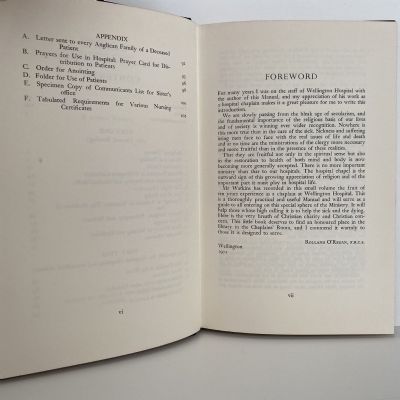 APPENDIX
A. Letter sent to every Anglican Family of a Deceased
Patient 92
B. Prayers for Use in Hospital: Prayer Card for Dis-
tribution to Patients 93
C. Order for Anointing 96
D. Folder for Use of Patients 98
E. Specimen Copy of Communicants List for Sister's
office 100
F. Tabulated Requirements for Various Nursing
Certificates 101
vi
FOREWORD
For many years I was on the staff of Wellington Hospital with
the author of this Manual, and my appreciation of his work as
a hospital chaplain makes it a great pleasure for me to write this
introduction.
We are slowly passing from the bleak age of secularism, and
the fundamental importance of the religious basis of our lives
and of society is winning ever wider recognition. Nowhere is
this more true than in the care of the sick. Sickness and suffering
bring men face to face with the real issues of life and death
and at no time are the ministrations of the clergy more necessary
and more fruitful than in the presence of these realities.
That they are fruitful not only in the spiritual sense but also
in the restoration to health of both mind and body is now
becoming more generally accepted. There is no more important
ministry than that to our hospitals. The hospital chapel is the
outward sign of this growing appreciation of religion and of the
important part it must play in hospital life.
Mr Watkins has recorded in this small volume the fruit of
ten years experience as a chaplain at Wellington Hospital. This
is a thoroughly practical and useful Manual and will serve as a
guide to all entering on this special sphere of the Ministry. It will
help those whose high calling it is to help the sick and the dying.
Here is the very breath of Christian charity and Christian con-
cern. This little book deserves to find an honoured place in the
library in the Chaplains' Room, and I commend it warmly to
those it is designed to serve.
ROLLAND O'REGAN, F.R.C.S.
Wellington
vii